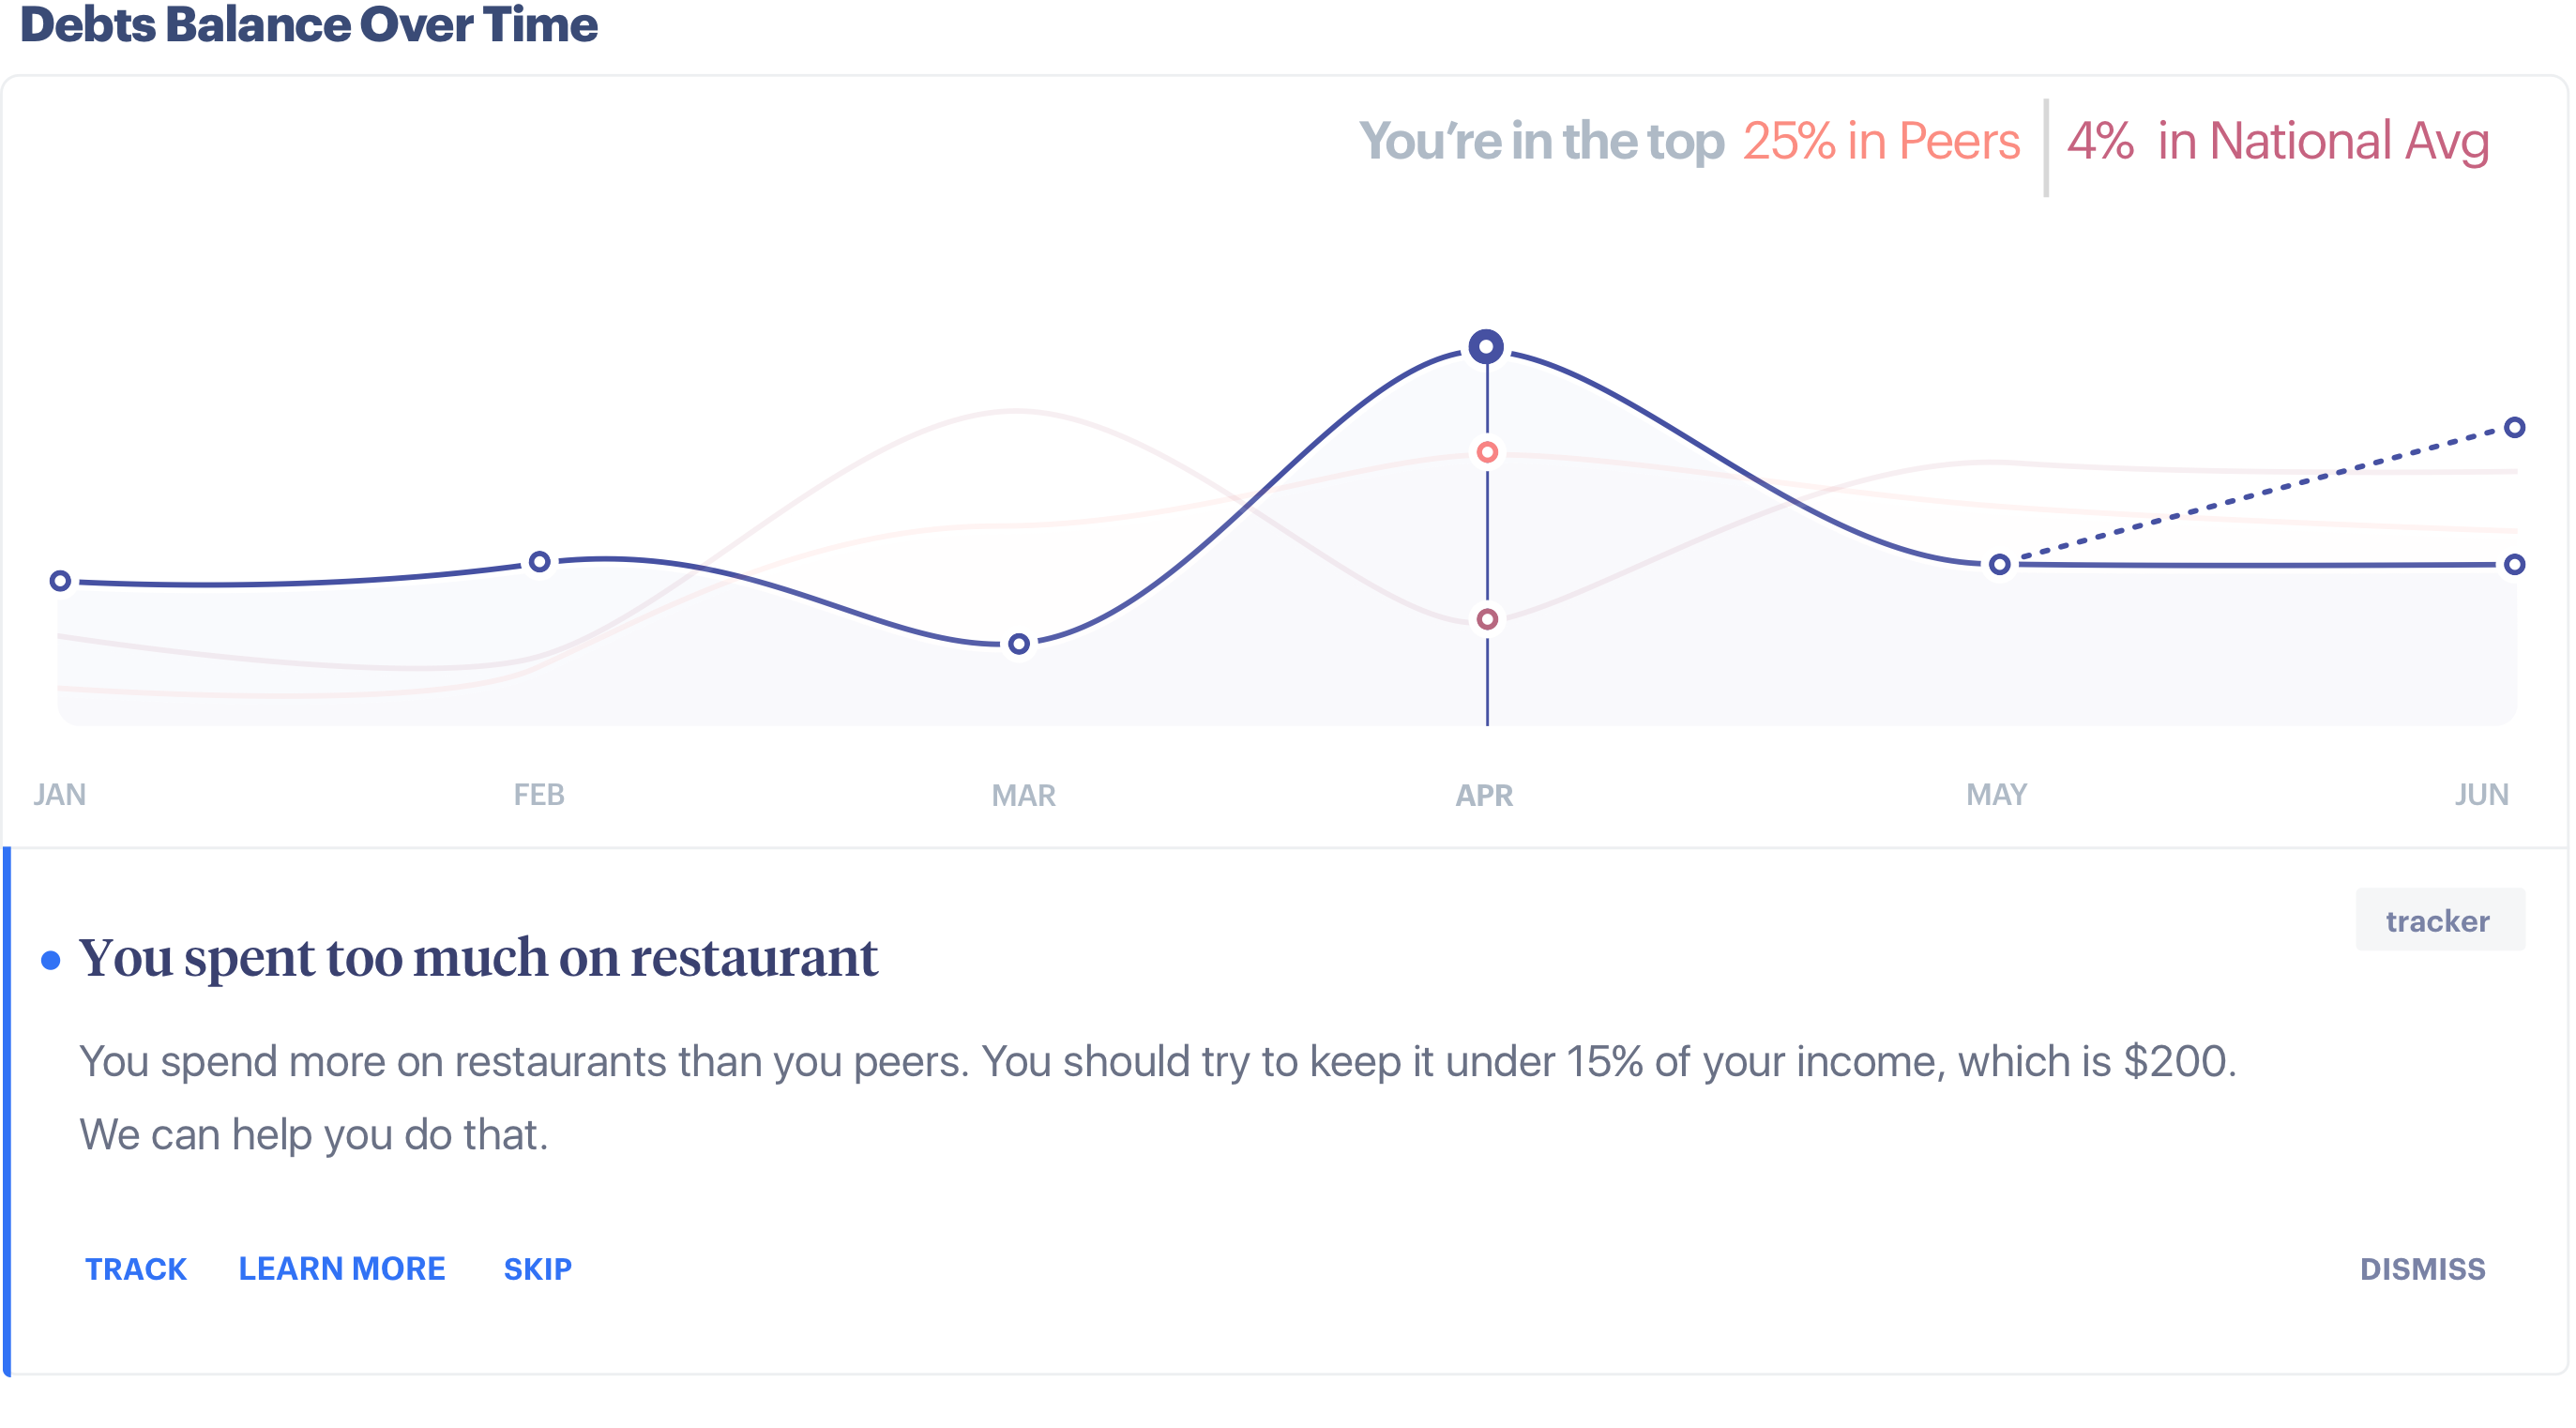 Debts Balance Over Time
You’re in the top 25% in Peers 4% in National Avg
JAN FEB MAR APR MAY JUN
tracker
You spent too much on restaurant
You spend more on restaurants than you peers. You should try to keep it under 15% of your income, which is $200.
We can help you do that.
TRACK LEARN MORE SKIP DISMISS